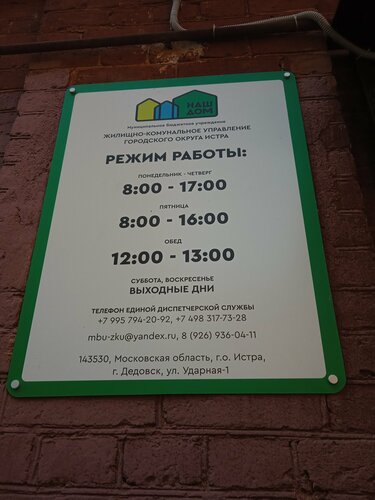 НАШ
ДОМ
Муниципальное бюджетное учреждение
ЖИЛИЩНО-КОМУНАЛЬНОЕ УПРАВЛЕНИЕ
ГОРОДСКОГО ОКРУГА ИСТРА
РЕЖИМ РАБОТЫ:
ПОНЕДЕЛЬНИК - ЧЕТВЕРГ
8:00 - 17:00
ПЯТНИЦА
8:00 - 16:00
ОБЕД
12:00 - 13:00
СУББОТА, ВОСКРЕСЕНЬЕ
ВЫХОДНЫЕ ДНИ
ТЕЛЕФОН ЕДИНОЙ ДИСПЕТЧЕРСКОЙ СЛУЖБЫ
+7 995 794-20-92, +7 498 317-73-28
mbu-zku@yandex.ru, 8 (926) 936-04-11
143530, Московская область, г.о. Истра,
г. Дедовск, ул. Ударная-1